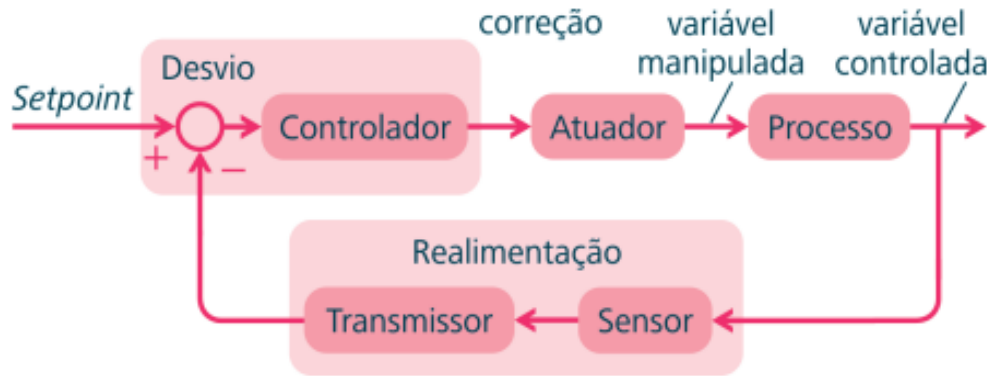 correção
variável
manipulada
variável
controlada
Desvio
Setpoint
+
−
Controlador
Atuador
Processo
Realimentação
Transmissor
Sensor